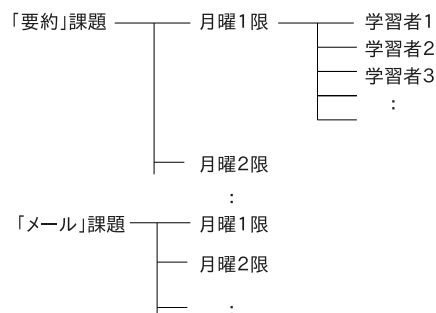 「要約」課題 月曜1限 学習者1
学習者2
学習者3
:
月曜2限
:
「メール」課題 月曜1限
月曜2限
.